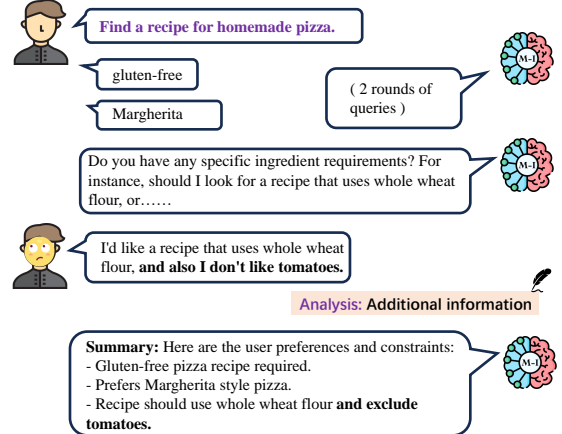 Find a recipe for homemade pizza.
gluten-free
Margherita
( 2 rounds of
queries )
M-I
Do you have any specific ingredient requirements? For
instance, should I look for a recipe that uses whole wheat
flour, or……
M-I
I'd like a recipe that uses whole wheat
flour, and also I don't like tomatoes.
Analysis: Additional information
Summary: Here are the user preferences and constraints:
- Gluten-free pizza recipe required.
- Prefers Margherita style pizza.
- Recipe should use whole wheat flour and exclude
tomatoes.
M-I